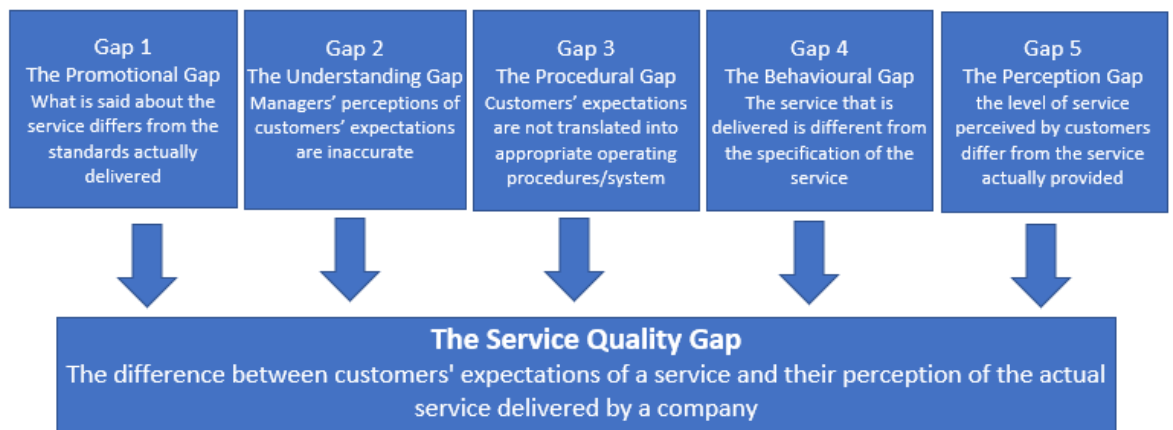 Gap 1
The Promotional Gap
What is said about the
service differs from the
standards actually
delivered
Gap 2
The Understanding Gap
Managers' perceptions of
customers' expectations
are inaccurate
Gap 3
The Procedural Gap
Customers' expectations
are not translated into
appropriate operating
procedures/system
Gap 4
The Behavioural Gap
The service that is
delivered is different from
the specification of the
service
Gap 5
The Perception Gap
the level of service
perceived by customers
differ from the service
actually provided
The Service Quality Gap
The difference between customers' expectations of a service and their perception of the actual
service delivered by a company